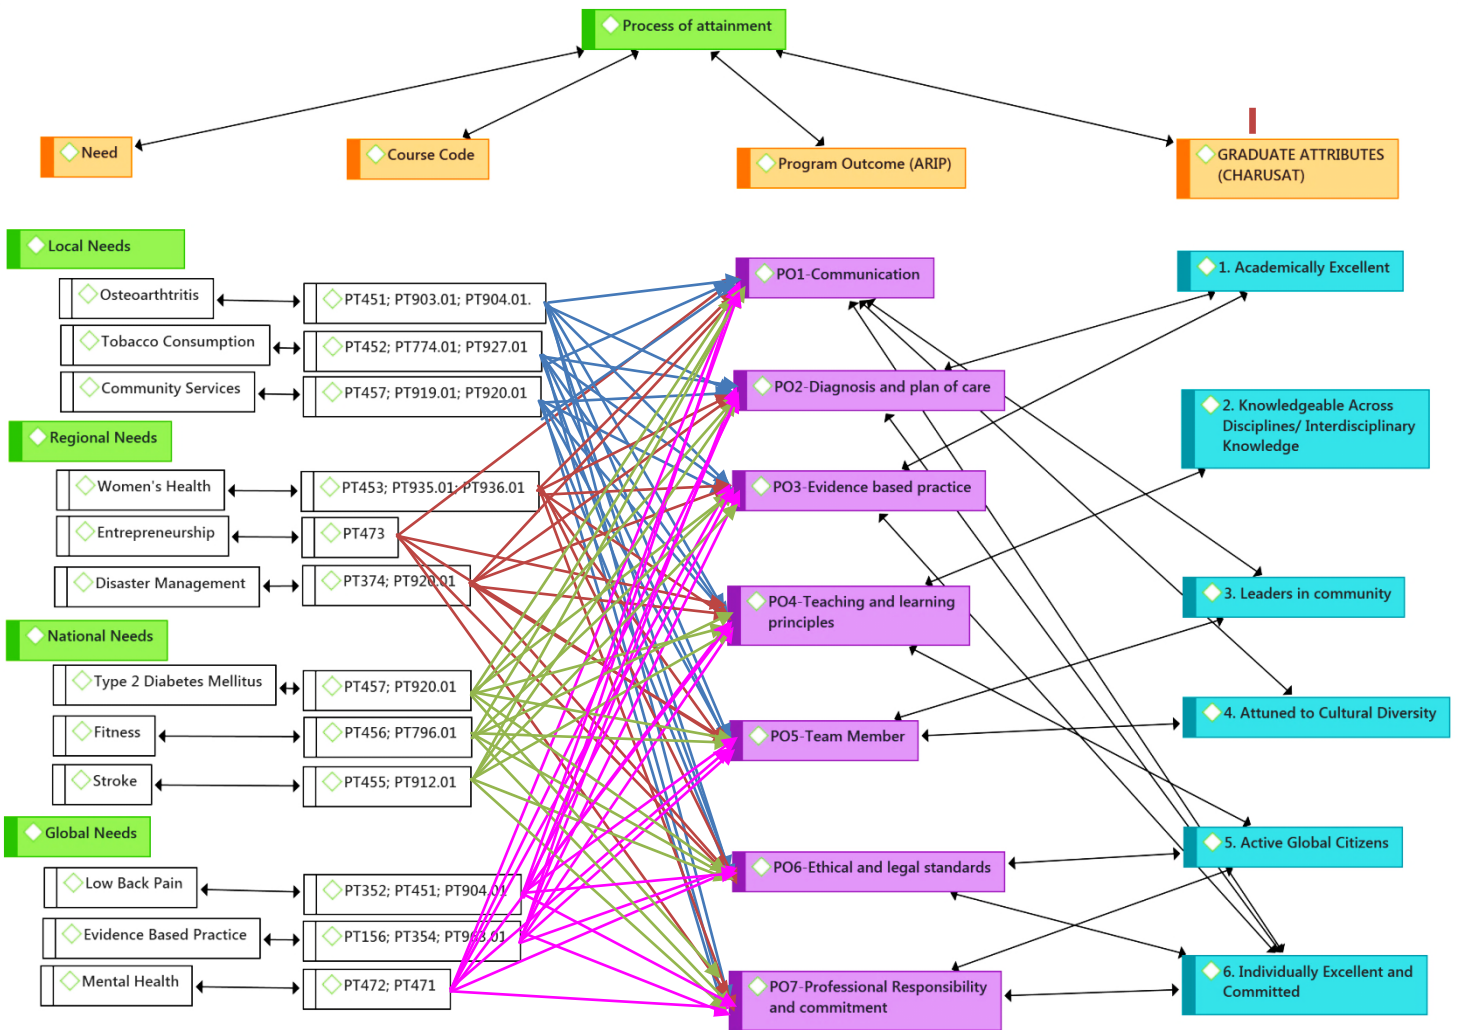 Process of attainment
Need
Course Code
Program Outcome (ARIP)
GRADUATE ATTRIBUTES
(CHARUSAT)
Local Needs
Osteoarthtritis
PT451; PT903.01; PT904.01.
Tobacco Consumption
PT452; PT774.01; PT927.01
Community Services
PT457; PT919.01; PT920.01
Regional Needs
Women's Health
PT453; PT935.01; PT936.01
Entrepreneurship
PT473
Disaster Management
PT374; PT920.01
National Needs
Type 2 Diabetes Mellitus
PT457; PT920.01
Fitness
PT456; PT796.01
Stroke
PT455; PT912.01
Global Needs
Low Back Pain
PT352; PT451; PT904.01
Evidence Based Practice
PT156; PT354; PT963.01
Mental Health
PT472; PT471
PO1-Communication
PO2-Diagnosis and plan of care
PO3-Evidence based practice
PO4-Teaching and learning
principles
PO5-Team Member
PO6-Ethical and legal standards
PO7-Professional Responsibility
and commitment
1. Academically Excellent
2. Knowledgeable Across
Disciplines/ Interdisciplinary
Knowledge
3. Leaders in community
4. Attuned to Cultural Diversity
5. Active Global Citizens
6. Individually Excellent and
Committed